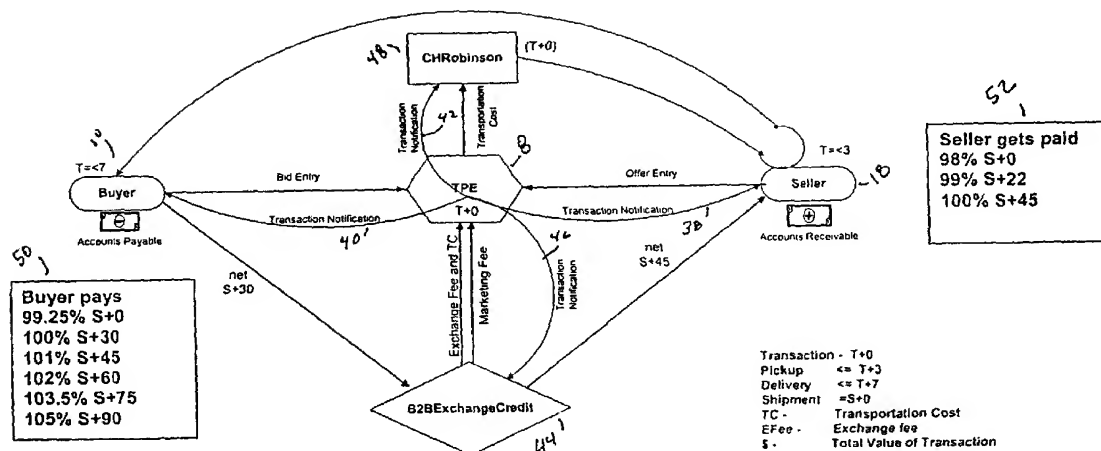 48
CHRobinson
(T+0)
52
Transaction
Notification
42
Transportation
Cost
Seller gets paid
98% S+0
99% S+22
100% S+45
10
T=<7
8
T=<3
Buyer
Bid Entry
TPE
Offer Entry
Seller
18
T+0
Transaction Notification
Transaction Notification
Accounts Payable
Accounts Receivable
40
38
46
50
net
S+30
net
S+45
Exchange Fee and TC
Marketing Fee
Transaction
Notification
Buyer pays
99.25% S+0
100% S+30
101% S+45
102% S+60
103.5% S+75
105% S+90
B2BExchangeCredit
44
Transaction - T+0
Pickup <= T+3
Delivery <= T+7
Shipment =S+0
TC - Transportation Cost
EFee - Exchange fee
$ - Total Value of Transaction